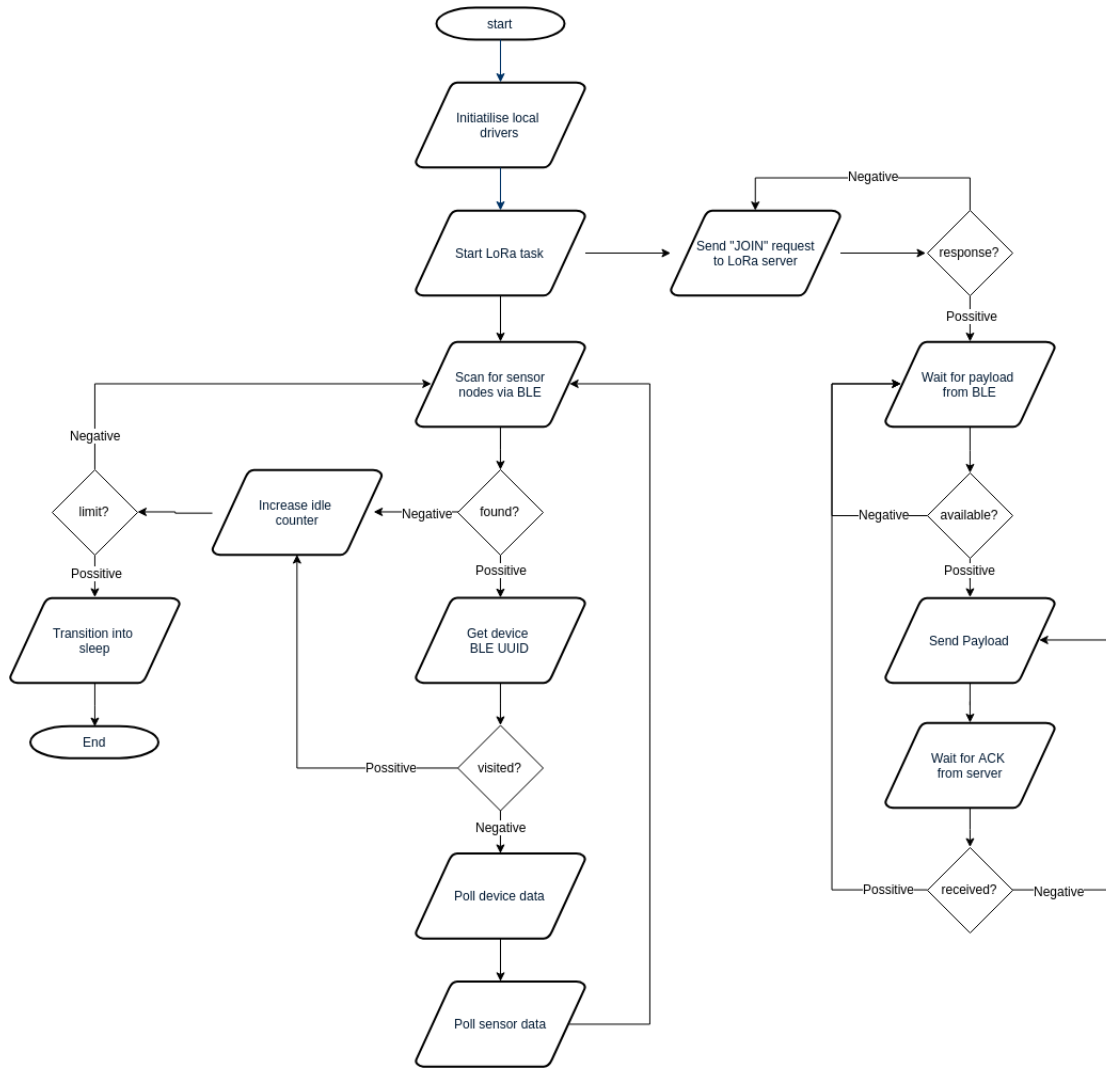 start
Initiatilise local
drivers
Start LoRa task
Send "JOIN" request
to LoRa server
Negative
response?
Possitive
Scan for sensor
nodes via BLE
Wait for payload
from BLE
Negative
limit?
Increase idle
counter
Negative
found?
Negative
available?
Possitive
Possitive
Possitive
Transition into
sleep
Get device
BLE UUID
Send Payload
End
Possitive
visited?
Wait for ACK
from server
Negative
Poll device data
Possitive
received?
Negative
Poll sensor data